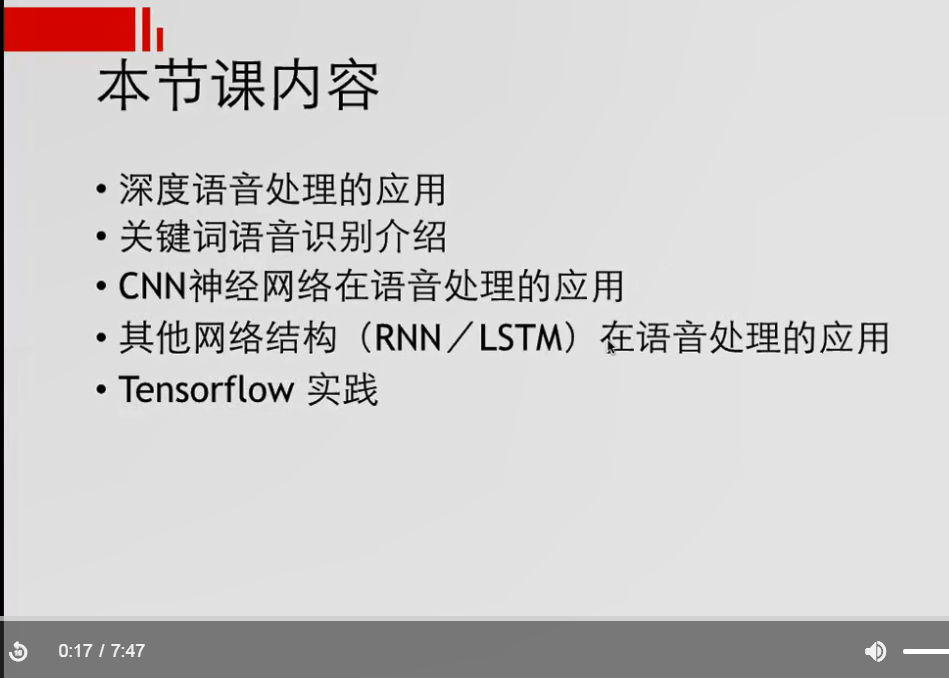 本节课内容
• 深度语音处理的应用
• 关键词语音识别介绍
• CNN神经网络在语音处理的应用
• 其他网络结构（RNN／LSTM）在语音处理的应用
• Tensorflow 实践
0:17 / 7:47